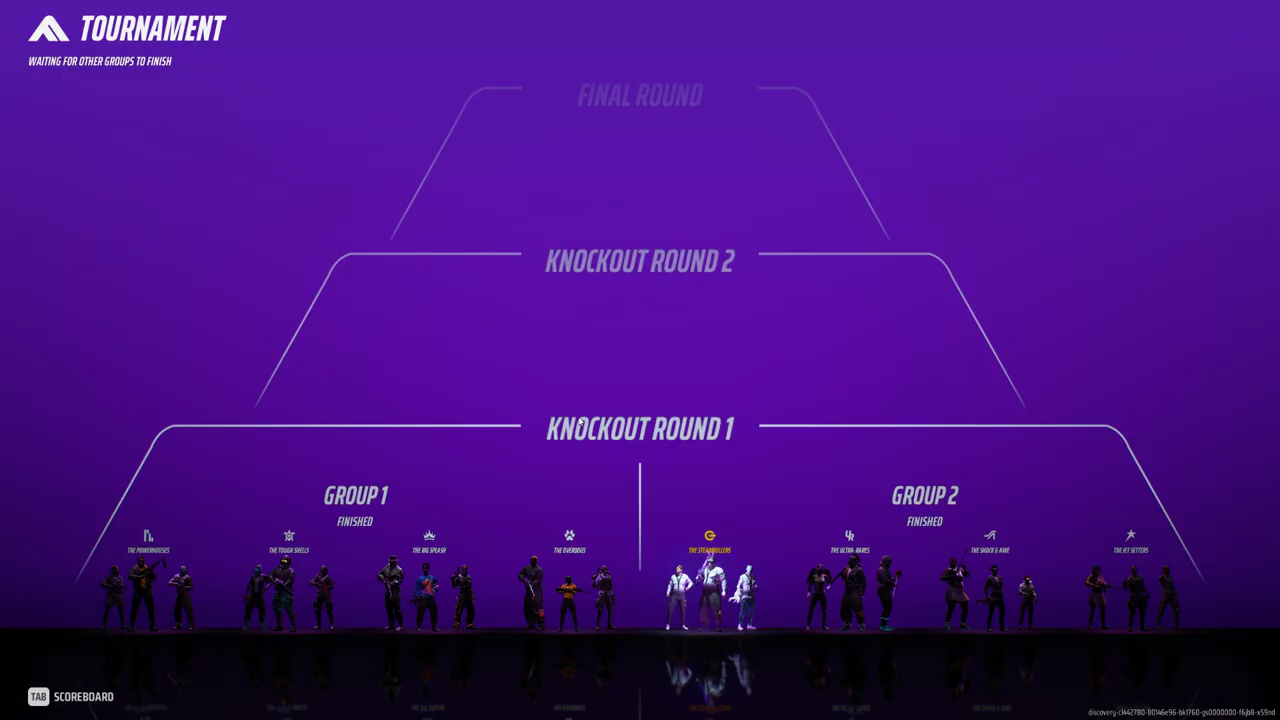 TOURNAMENT
WAITING FOR OTHER GROUPS TO FINISH
FINAL ROUND
KNOCKOUT ROUND 2
KNOCKOUT ROUND 1
GROUP 1
FINISHED
GROUP 2
FINISHED
THE POWERHOUSES
THE TOUGH SHELLS
THE BIG SPLASH
THE OVERDOGS
THE STEAMROLLERS
THE ULTRA-RARES
THE SHOCK & AWE
THE JET SETTERS
TAB SCOREBOARD